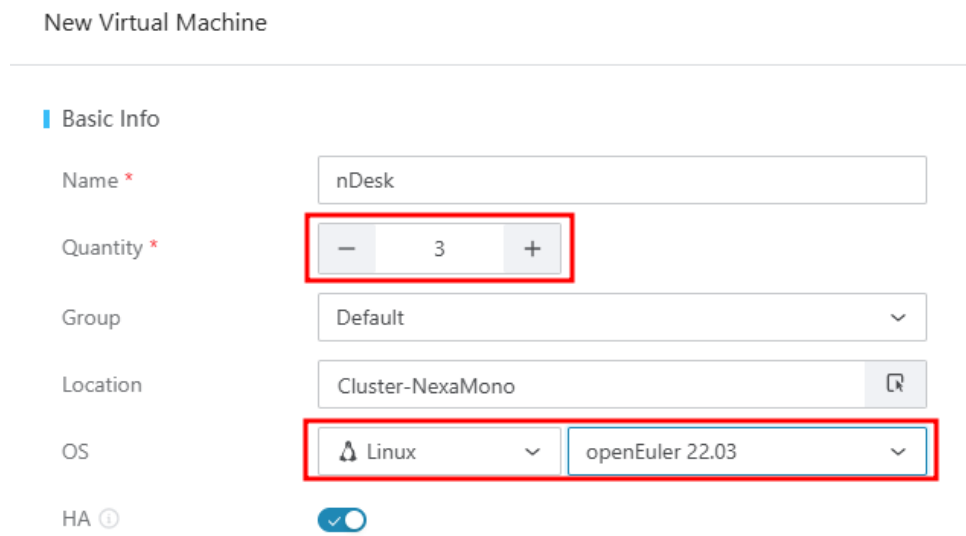 New Virtual Machine
Basic Info
Name * nDesk
Quantity * − 3 +
Group Default
Location Cluster-NexaMono
OS Linux openEuler 22.03
HA